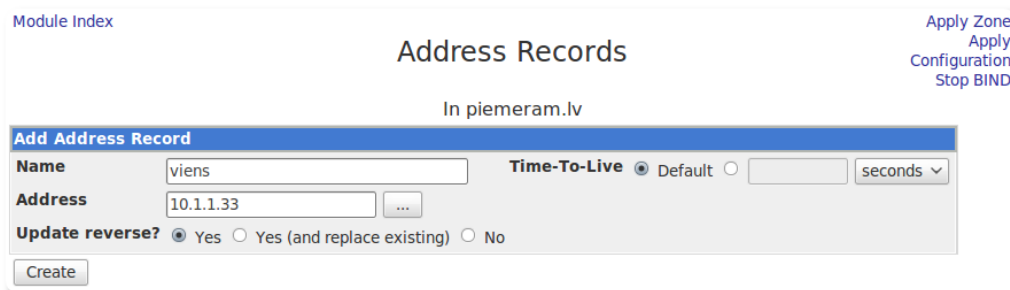 Module Index
Apply Zone
Apply
Configuration
Stop BIND
Address Records
In piemeram.lv
Add Address Record
Name viens Time-To-Live Default seconds
Address 10.1.1.33 ...
Update reverse? Yes Yes (and replace existing) No
Create